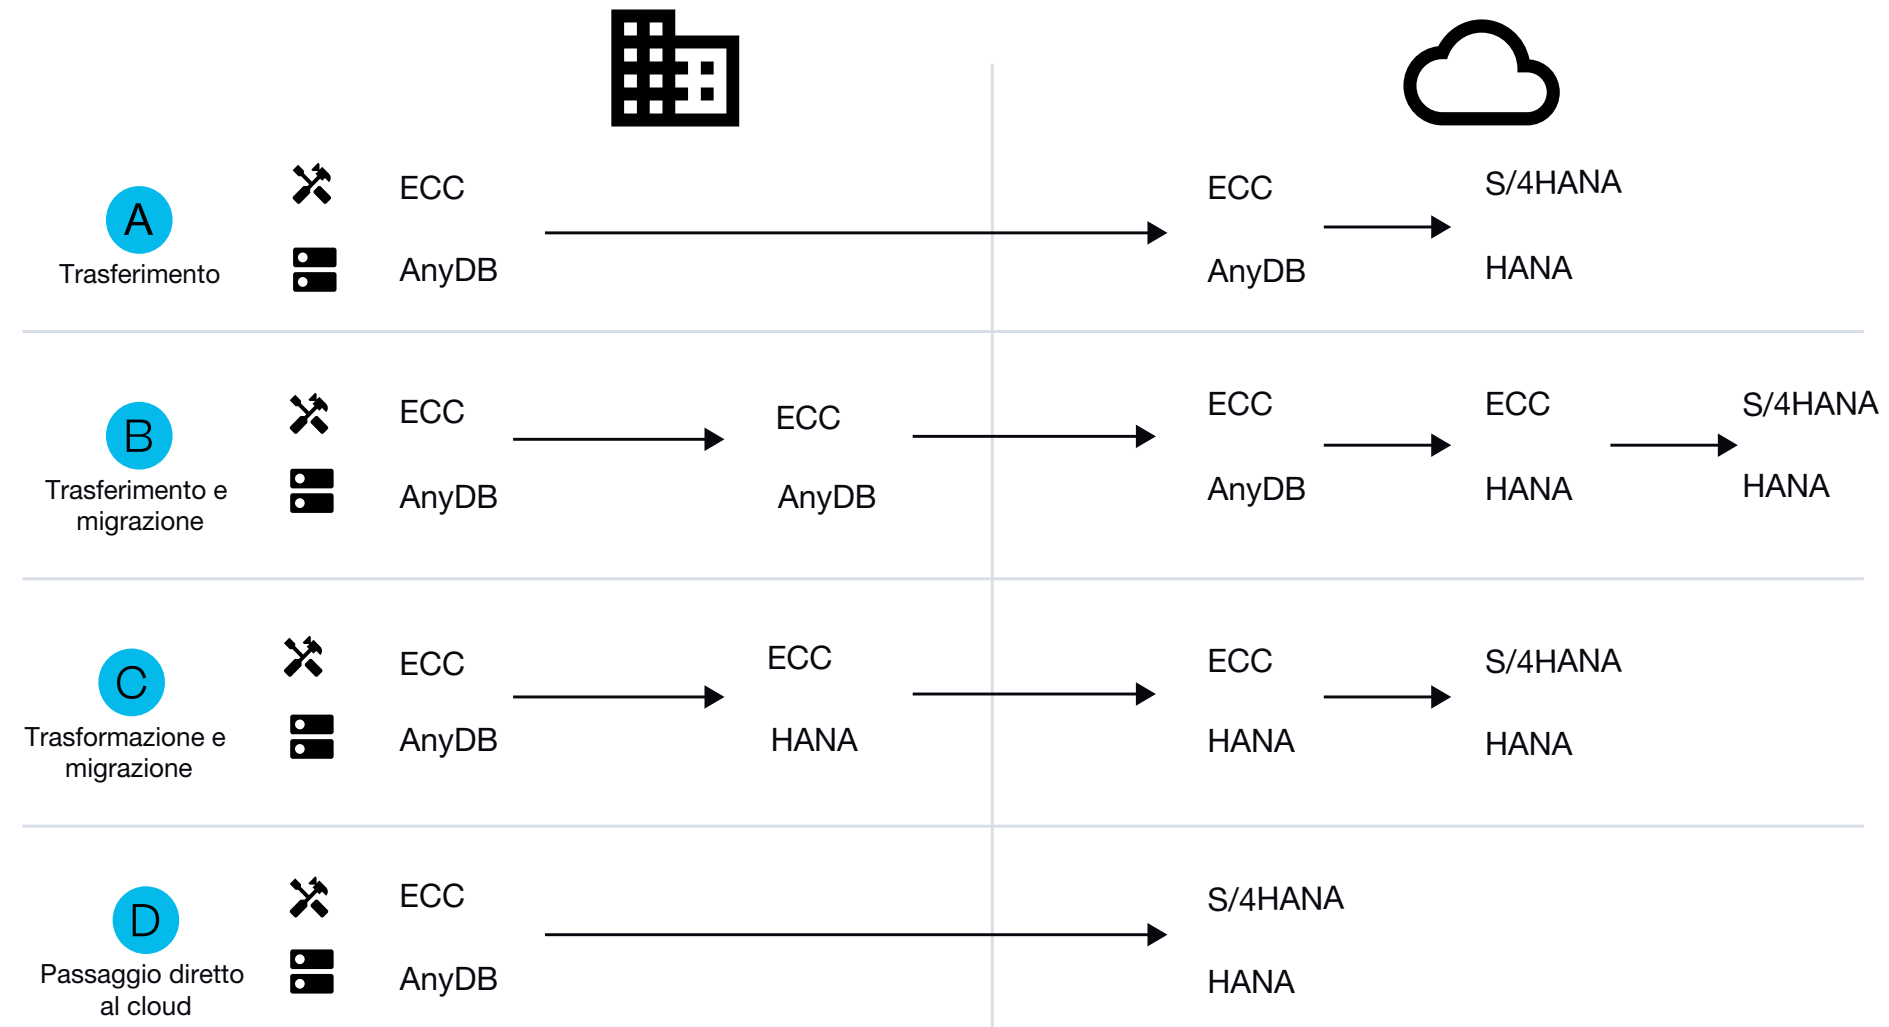 A
Trasferimento
ECC
AnyDB
ECC
AnyDB
S/4HANA
HANA
B
Trasferimento e
migrazione
ECC
AnyDB
ECC
AnyDB
ECC
AnyDB
ECC
HANA
S/4HANA
HANA
C
Trasformazione e
migrazione
ECC
AnyDB
ECC
HANA
ECC
HANA
S/4HANA
HANA
D
Passaggio diretto
al cloud
ECC
AnyDB
S/4HANA
HANA